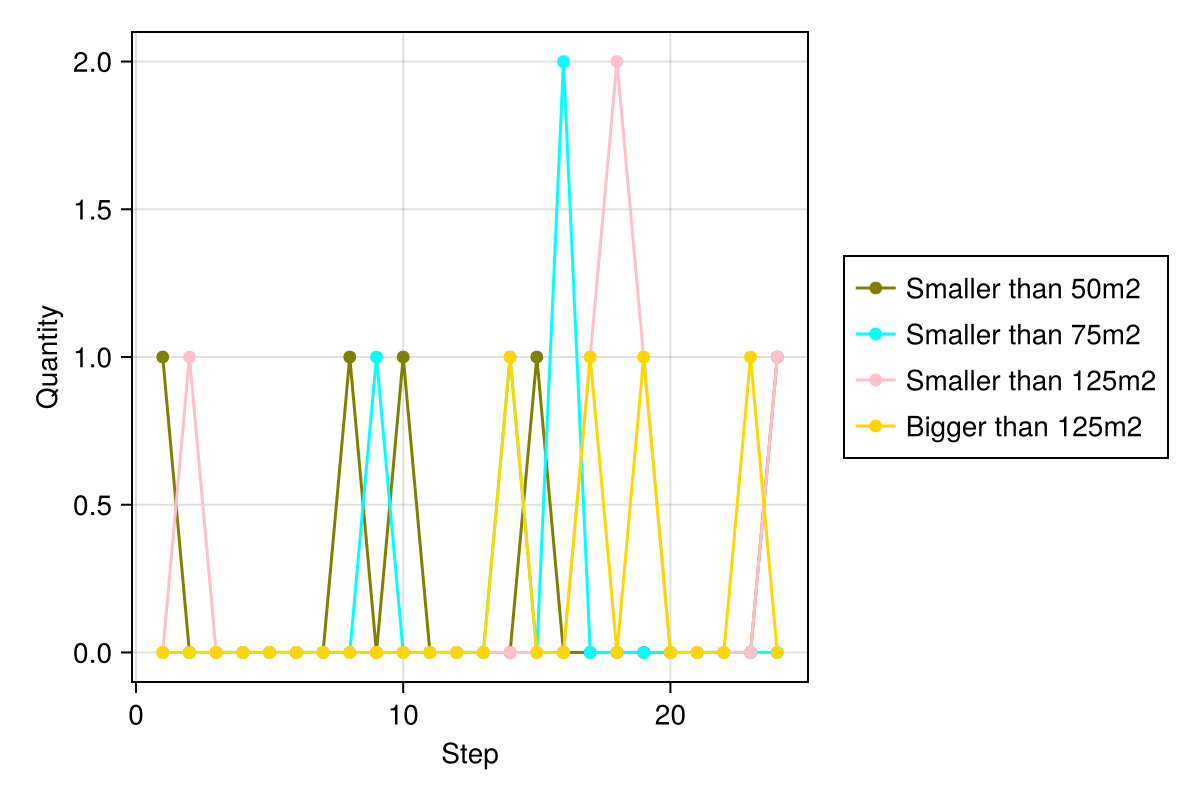 2.0
1.5
1.0
0.5
0.0
0 10 20
Quantity
Step
Smaller than 50m2
Smaller than 75m2
Smaller than 125m2
Bigger than 125m2